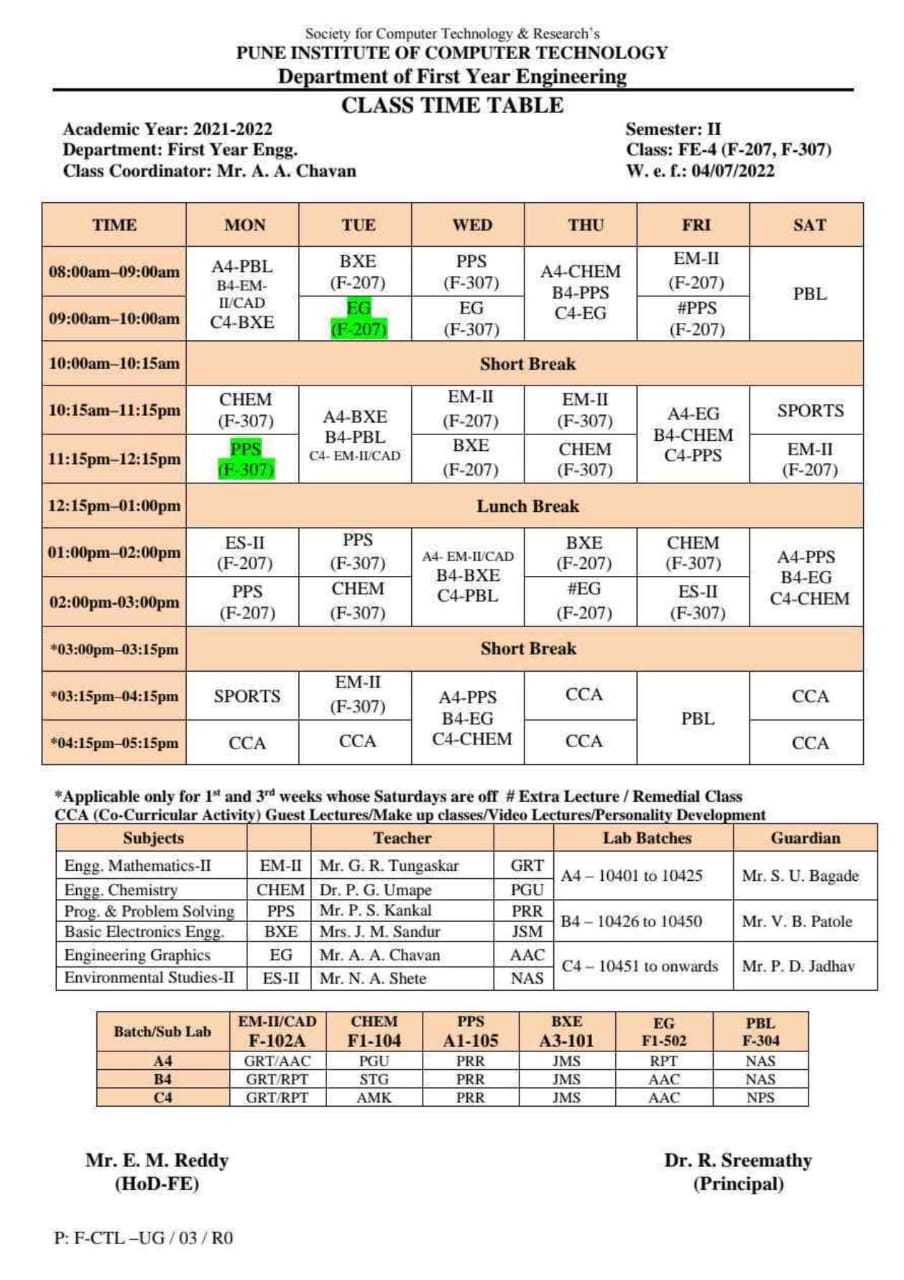 Society for Computer Technology & Research's
PUNE INSTITUTE OF COMPUTER TECHNOLOGY
Department of First Year Engineering
CLASS TIME TABLE
Academic Year: 2021-2022 Semester: II
Department: First Year Engg. Class: FE-4 (F-207, F-307)
Class Coordinator: Mr. A. A. Chavan W. e. f.: 04/07/2022
TIME MON TUE WED THU FRI SAT
08:00am–09:00am A4-PBL B4-EM-II/CAD C4-BXE BXE (F-207) PPS (F-307) A4-CHEM B4-PPS C4-EG EM-II (F-207) PBL
09:00am–10:00am EG (F-207) EG (F-307) #PPS (F-207)
10:00am–10:15am Short Break
10:15am–11:15pm CHEM (F-307) A4-BXE B4-PBL C4- EM-II/CAD EM-II (F-207) EM-II (F-307) A4-EG B4-CHEM C4-PPS SPORTS
11:15pm–12:15pm PPS (F-307) BXE (F-207) CHEM (F-307) EM-II (F-207)
12:15pm–01:00pm Lunch Break
01:00pm–02:00pm ES-II (F-207) PPS (F-307) A4- EM-II/CAD B4-BXE C4-PBL BXE (F-207) CHEM (F-307) A4-PPS B4-EG C4-CHEM
02:00pm-03:00pm PPS (F-207) CHEM (F-307) #EG (F-207) ES-II (F-307)
*03:00pm–03:15pm Short Break
*03:15pm–04:15pm SPORTS EM-II (F-307) A4-PPS B4-EG C4-CHEM CCA PBL CCA
*04:15pm–05:15pm CCA CCA CCA CCA
*Applicable only for 1st and 3rd weeks whose Saturdays are off # Extra Lecture / Remedial Class
CCA (Co-Curricular Activity) Guest Lectures/Make up classes/Video Lectures/Personality Development
Subjects Teacher Lab Batches Guardian
Engg. Mathematics-II EM-II Mr. G. R. Tungaskar GRT A4 – 10401 to 10425 Mr. S. U. Bagade
Engg. Chemistry CHEM Dr. P. G. Umape PGU
Prog. & Problem Solving PPS Mr. P. S. Kankal PRR B4 – 10426 to 10450 Mr. V. B. Patole
Basic Electronics Engg. BXE Mrs. J. M. Sandur JSM
Engineering Graphics EG Mr. A. A. Chavan AAC C4 – 10451 to onwards Mr. P. D. Jadhav
Environmental Studies-II ES-II Mr. N. A. Shete NAS
Batch/Sub Lab EM-II/CAD F-102A CHEM F1-104 PPS A1-105 BXE A3-101 EG F1-502 PBL F-304
A4 GRT/AAC PGU PRR JMS RPT NAS
B4 GRT/RPT STG PRR JMS AAC NAS
C4 GRT/RPT AMK PRR JMS AAC NPS
Mr. E. M. Reddy Dr. R. Sreemathy
(HoD-FE) (Principal)
P: F-CTL –UG / 03 / R0